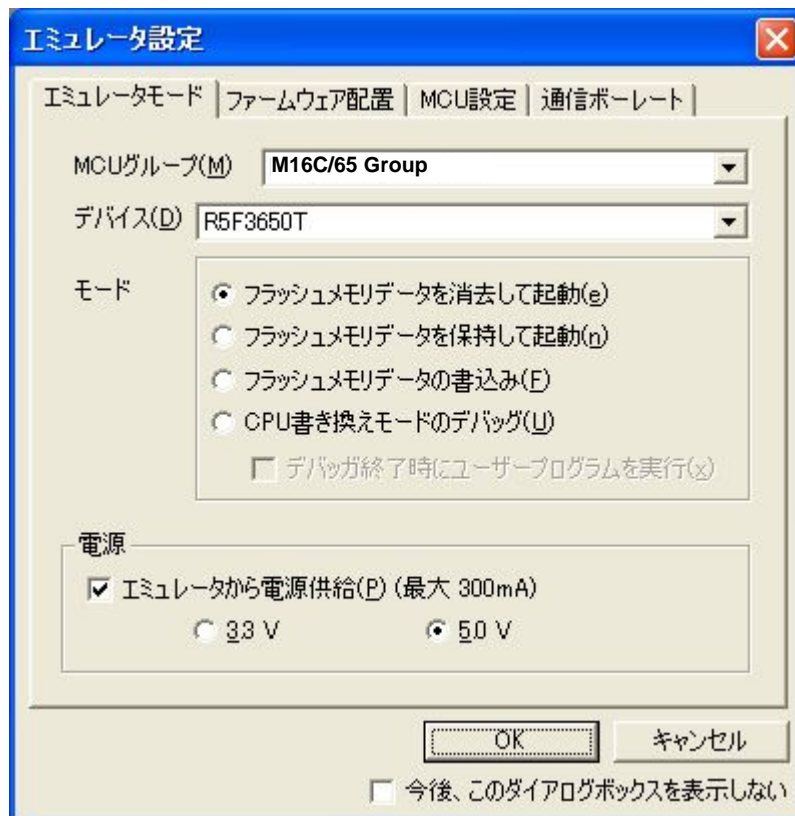 エミュレータ設定
エミュレータモード ファームウェア配置 MCU設定 通信ボーレート
MCUグループ(M) M16C/65 Group
デバイス(D) R5F3650T
モード
フラッシュメモリデータを消去して起動(e)
フラッシュメモリデータを保持して起動(n)
フラッシュメモリデータの書込み(F)
CPU書き換えモードのデバッグ(U)
デバッガ終了時にユーザープログラムを実行(x)
電源
エミュレータから電源供給(P) (最大 300mA)
3.3 V 5.0 V
OK キャンセル
今後、このダイアログボックスを表示しない